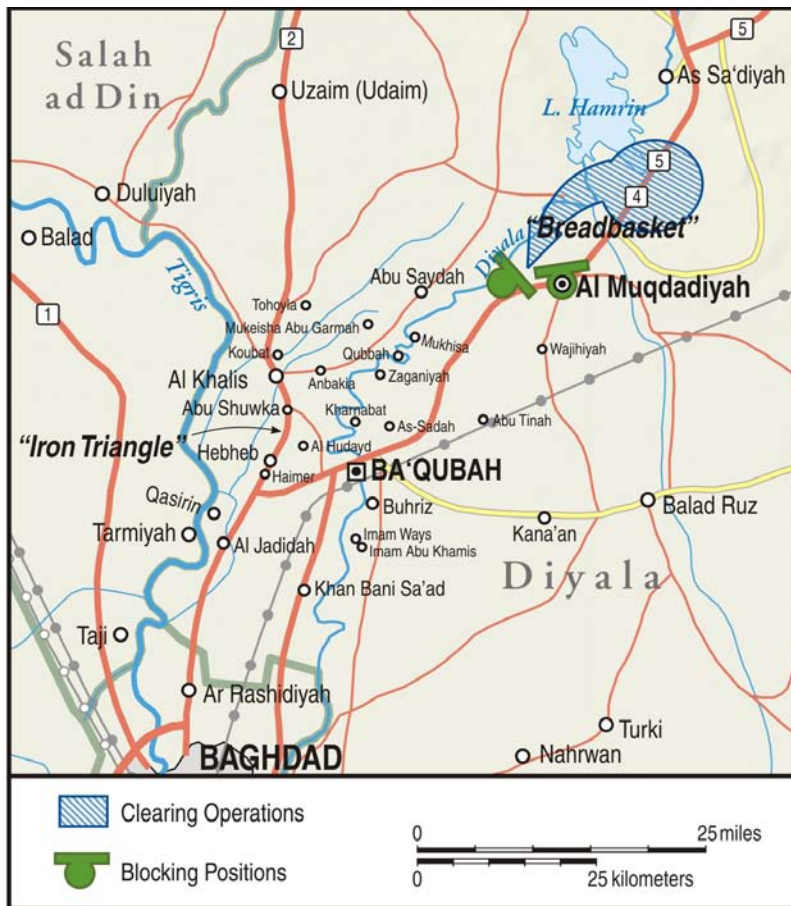 Salah
ad Din
2
5
Uzaim (Udaim)
As Sa'diyah
L. Hamrin
5
4
Duluiyah
Balad
Tigris
"Breadbasket"
Diyala
Abu Saydah
Al Muqdadiyah
1
Tohoyla
Mukeisha Abu Garmah
Mukhisa
Koubat
Qubbah
Wajihiyah
Al Khalis
Anbakia
Zaganiyah
Abu Shuwka
Kharnabat
As-Sadah
Abu Tinah
"Iron Triangle"
Hebheb
Al Hudayd
Haimer
BA'QUBAH
Qasirin
Buhriz
Balad Ruz
Tarmiyah
Kana'an
Al Jadidah
Imam Ways
Imam Abu Khamis
Diyala
Khan Bani Sa'ad
Taji
Ar Rashidiyah
Turki
BAGHDAD
Nahrwan
Clearing Operations
Blocking Positions
0
25 miles
0
25 kilometers